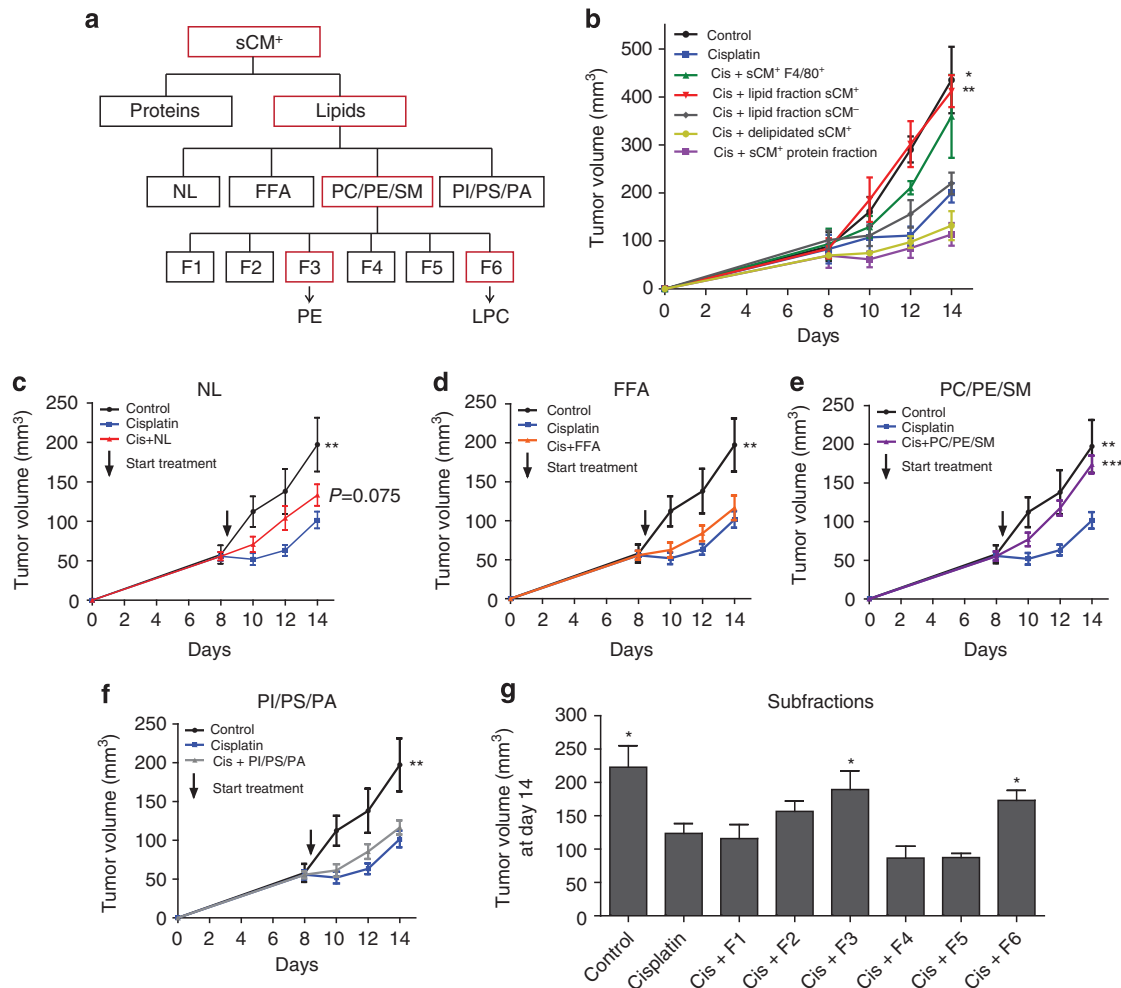 a
sCM⁺
Proteins
Lipids
NL
FFA
PC/PE/SM
PI/PS/PA
F1
F2
F3
F4
F5
F6
PE
LPC
b
Tumor volume (mm³)
500
400
300
200
100
0
Control
Cisplatin
Cis + sCM⁺ F4/80⁺
Cis + lipid fraction sCM⁺
Cis + lipid fraction sCM⁻
Cis + delipidated sCM⁺
Cis + sCM⁺ protein fraction
*
**
0 2 4 6 8 10 12 14
Days
c
NL
Tumor volume (mm³)
250
200
150
100
50
0
Control
Cisplatin
Cis+NL
Start treatment
**
P=0.075
0 2 4 6 8 10 12 14
Days
d
FFA
Tumor volume (mm³)
250
200
150
100
50
0
Control
Cisplatin
Cis+FFA
Start treatment
**
0 2 4 6 8 10 12 14
Days
e
PC/PE/SM
Tumor volume (mm³)
250
200
150
100
50
0
Control
Cisplatin
Cis+PC/PE/SM
Start treatment
**
***
0 2 4 6 8 10 12 14
Days
f
PI/PS/PA
Tumor volume (mm³)
250
200
150
100
50
0
Control
Cisplatin
Cis + PI/PS/PA
Start treatment
**
0 2 4 6 8 10 12 14
Days
g
Subfractions
Tumor volume (mm³)
at day 14
300
250
200
150
100
50
0
*
*
*
Control
Cisplatin
Cis + F1
Cis + F2
Cis + F3
Cis + F4
Cis + F5
Cis + F6